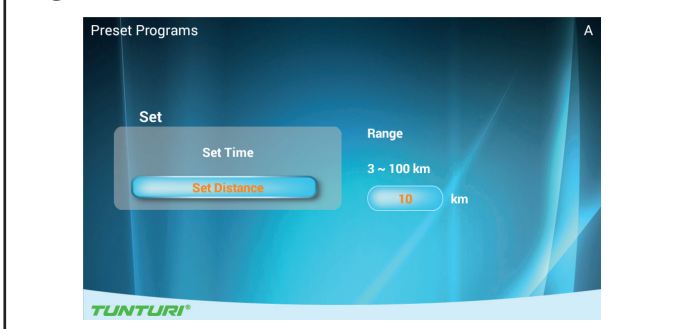 Preset Programs
A
Set
Set Time
Set Distance
Range
3 ~ 100 km
10 km
TUNTURI®